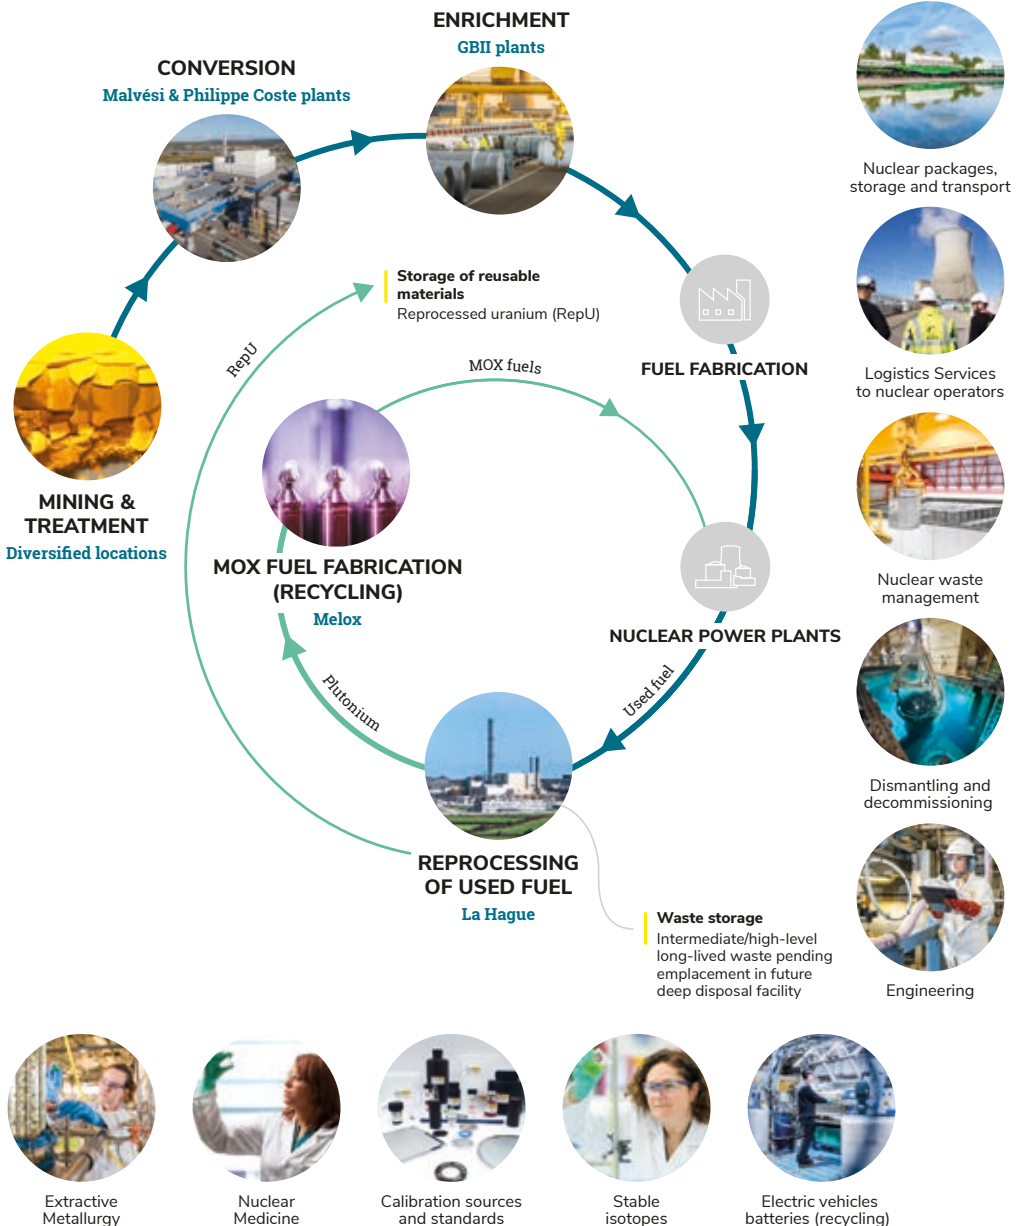 ENRICHMENT
GBII plants
CONVERSION
Malvési & Philippe Coste plants
Nuclear packages,
storage and transport
Storage of reusable
materials
Reprocessed uranium (RepU)
RepU
MOX fuels
FUEL FABRICATION
Logistics Services
to nuclear operators
MINING &
TREATMENT
Diversified locations
MOX FUEL FABRICATION
(RECYCLING)
Melox
Nuclear waste
management
NUCLEAR POWER PLANTS
Plutonium
Used fuel
Dismantling and
decommissioning
REPROCESSING
OF USED FUEL
La Hague
Waste storage
Intermediate/high-level
long-lived waste pending
emplacement in future
deep disposal facility
Engineering
Extractive
Metallurgy
Nuclear
Medicine
Calibration sources
and standards
Stable
isotopes
Electric vehicles
batteries (recycling)